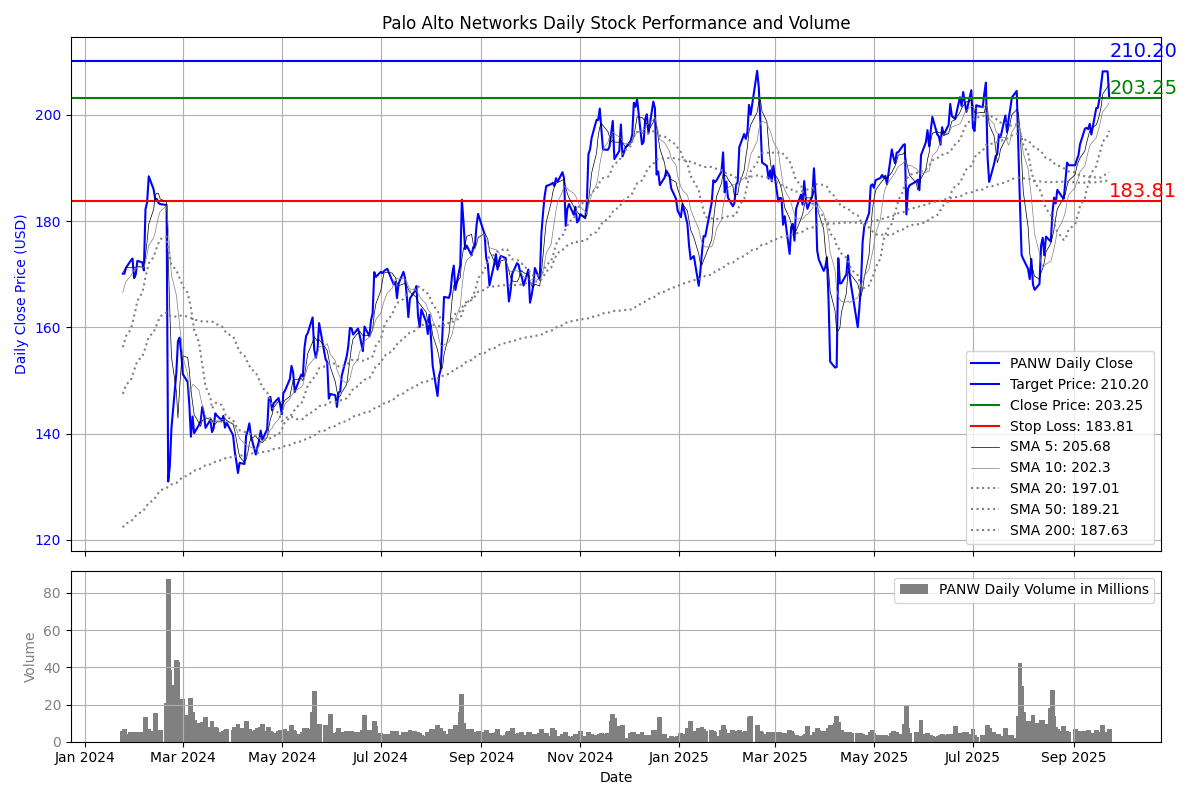 Palo Alto Networks Daily Stock Performance and Volume
210.20
203.25
183.81
Daily Close Price (USD)
200
180
160
140
120
PANW Daily Close
Target Price: 210.20
Close Price: 203.25
Stop Loss: 183.81
SMA 5: 205.68
SMA 10: 202.3
SMA 20: 197.01
SMA 50: 189.21
SMA 200: 187.63
PANW Daily Volume in Millions
Volume
80
60
40
20
0
Jan 2024 Mar 2024 May 2024 Jul 2024 Sep 2024 Nov 2024 Jan 2025 Mar 2025 May 2025 Jul 2025 Sep 2025
Date